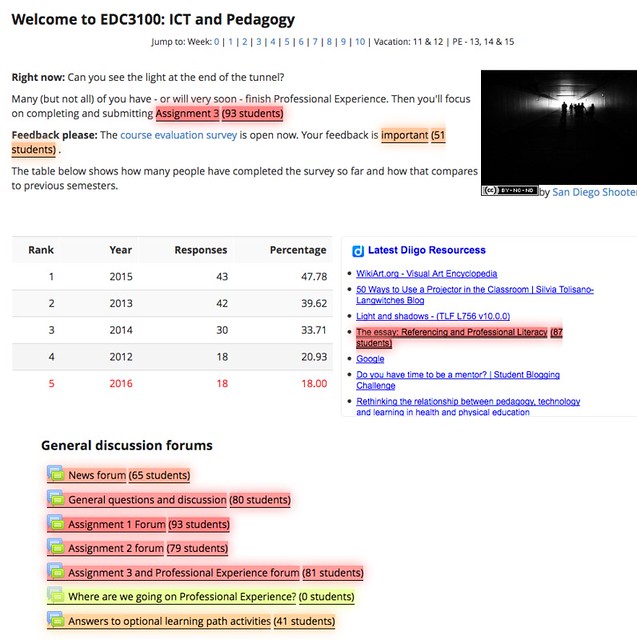 Welcome to EDC3100: ICT and Pedagogy
Jump to: Week: 0 | 1 | 2 | 3 | 4 | 5 | 6 | 7 | 8 | 9 | 10 | Vacation: 11 & 12 | PE - 13, 14 & 15
Right now: Can you see the light at the end of the tunnel?
Many (but not all) of you have - or will very soon - finish Professional Experience. Then you'll focus
on completing and submitting Assignment 3 (93 students)
Feedback please: The course evaluation survey is open now. Your feedback is important (51
students) .
The table below shows how many people have completed the survey so far and how that compares
to previous semesters.
(cc) BY-NC-ND by San Diego Shooter
Rank Year Responses Percentage
1 2015 43 47.78
2 2013 42 39.62
3 2014 30 33.71
4 2012 18 20.93
5 2016 18 18.00
d Latest Diigo Resourcess
WikiArt.org - Visual Art Encyclopedia
50 Ways to Use a Projector in the Classroom | Silvia Tolisano-
Langwitches Blog
Light and shadows - (TLF L756 v10.0.0)
The essay: Referencing and Professional Literacy (87
students)
Google
Do you have time to be a mentor? | Student Blogging
Challenge
Rethinking the relationship between pedagogy, technology
and learning in health and physical education
General discussion forums
News forum (65 students)
General questions and discussion (80 students)
Assignment 1 Forum (93 students)
Assignment 2 forum (79 students)
Assignment 3 and Professional Experience forum (81 students)
Where are we going on Professional Experience? (0 students)
Answers to optional learning path activities (41 students)